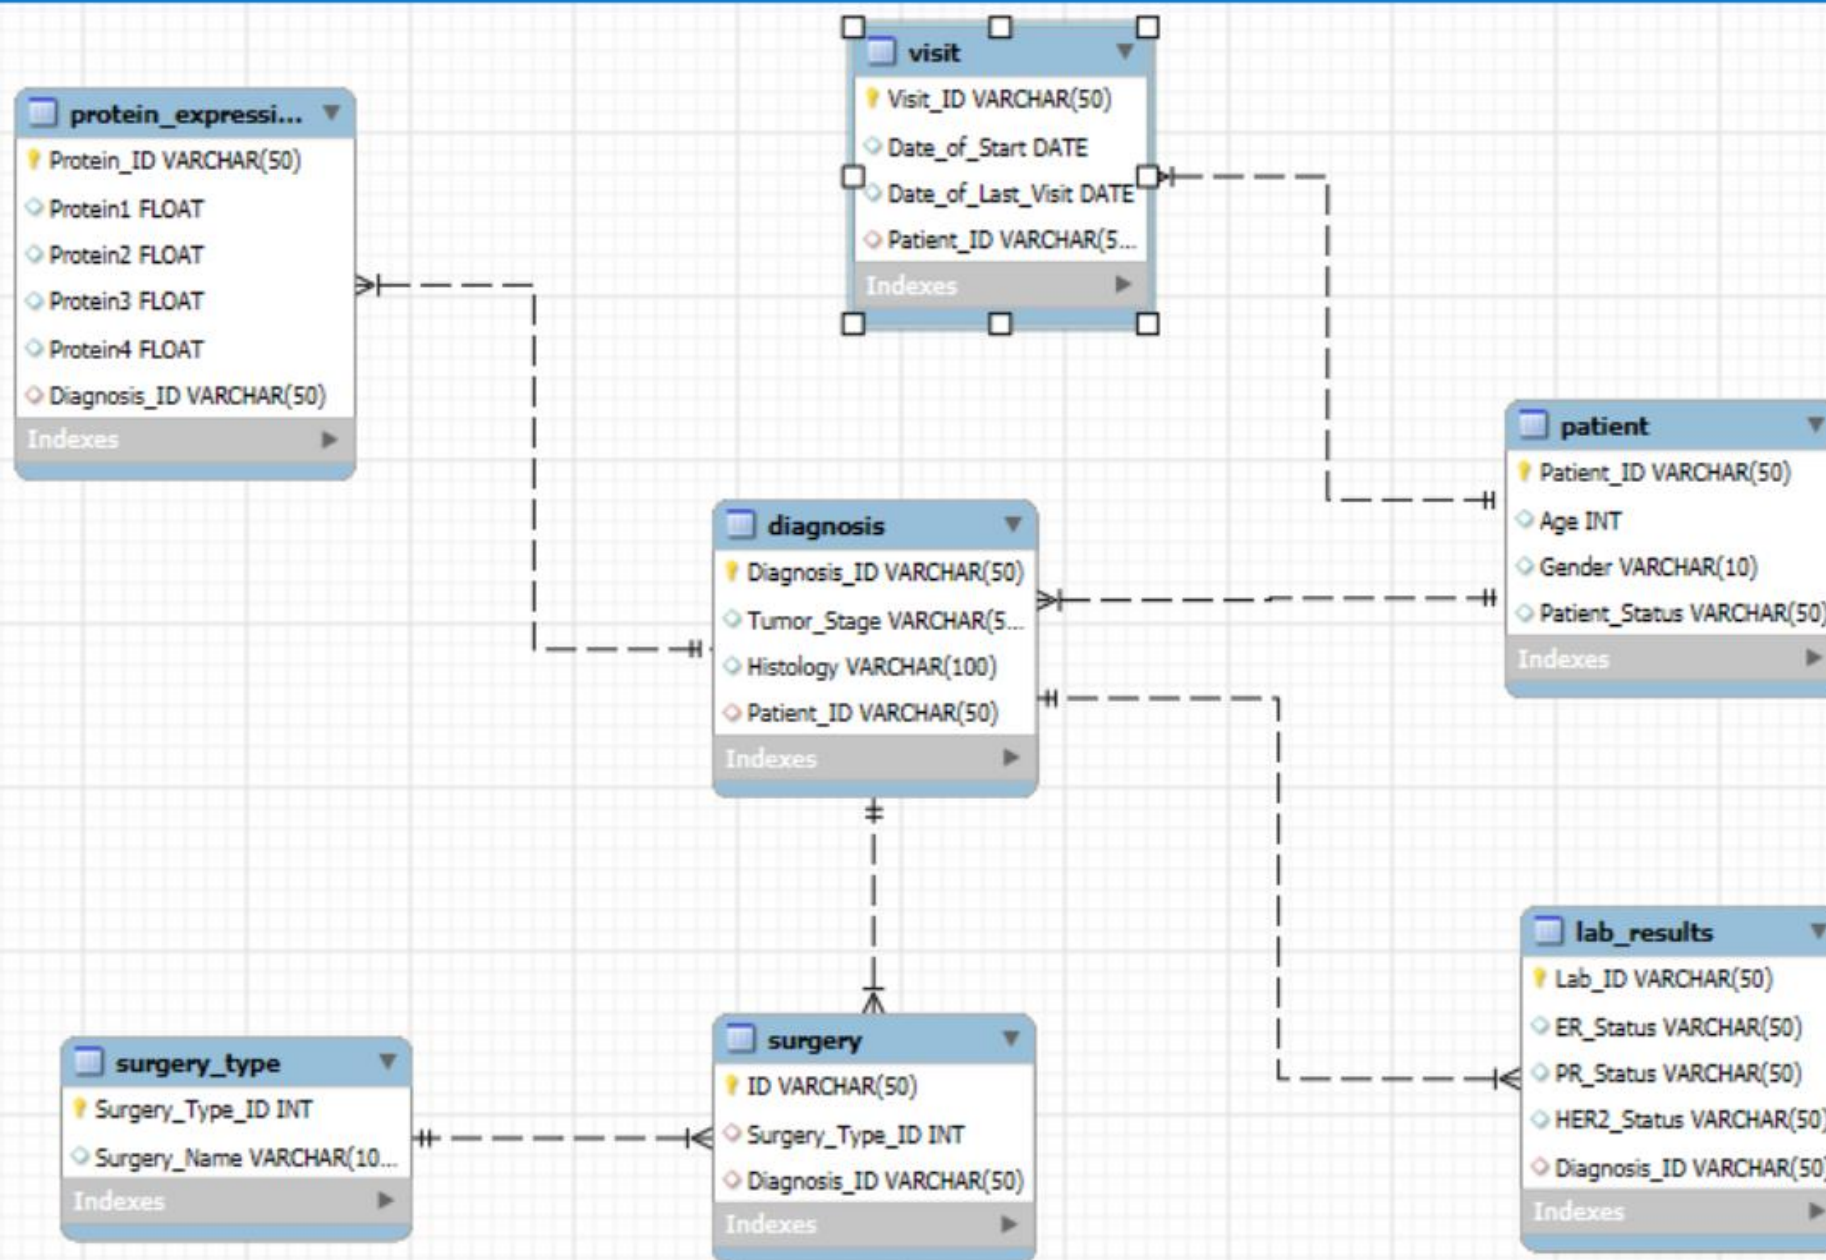 visit
Visit_ID VARCHAR(50)
Date_of_Start DATE
Date_of_Last_Visit DATE
Patient_ID VARCHAR(5...
Indexes
protein_expressi...
Protein_ID VARCHAR(50)
Protein1 FLOAT
Protein2 FLOAT
Protein3 FLOAT
Protein4 FLOAT
Diagnosis_ID VARCHAR(50)
Indexes
patient
Patient_ID VARCHAR(50)
Age INT
Gender VARCHAR(10)
Patient_Status VARCHAR(50)
Indexes
diagnosis
Diagnosis_ID VARCHAR(50)
Tumor_Stage VARCHAR(5...
Histology VARCHAR(100)
Patient_ID VARCHAR(50)
Indexes
lab_results
Lab_ID VARCHAR(50)
ER_Status VARCHAR(50)
PR_Status VARCHAR(50)
HER2_Status VARCHAR(50)
Diagnosis_ID VARCHAR(50)
Indexes
surgery_type
Surgery_Type_ID INT
Surgery_Name VARCHAR(10...
Indexes
surgery
ID VARCHAR(50)
Surgery_Type_ID INT
Diagnosis_ID VARCHAR(50)
Indexes